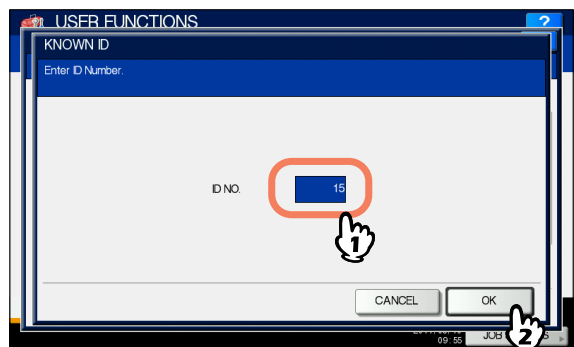 USER FUNCTIONS
?
KNOWN ID
Enter ID Number.
ID NO.
15
1
CANCEL
OK
2
09:55
JOB
S